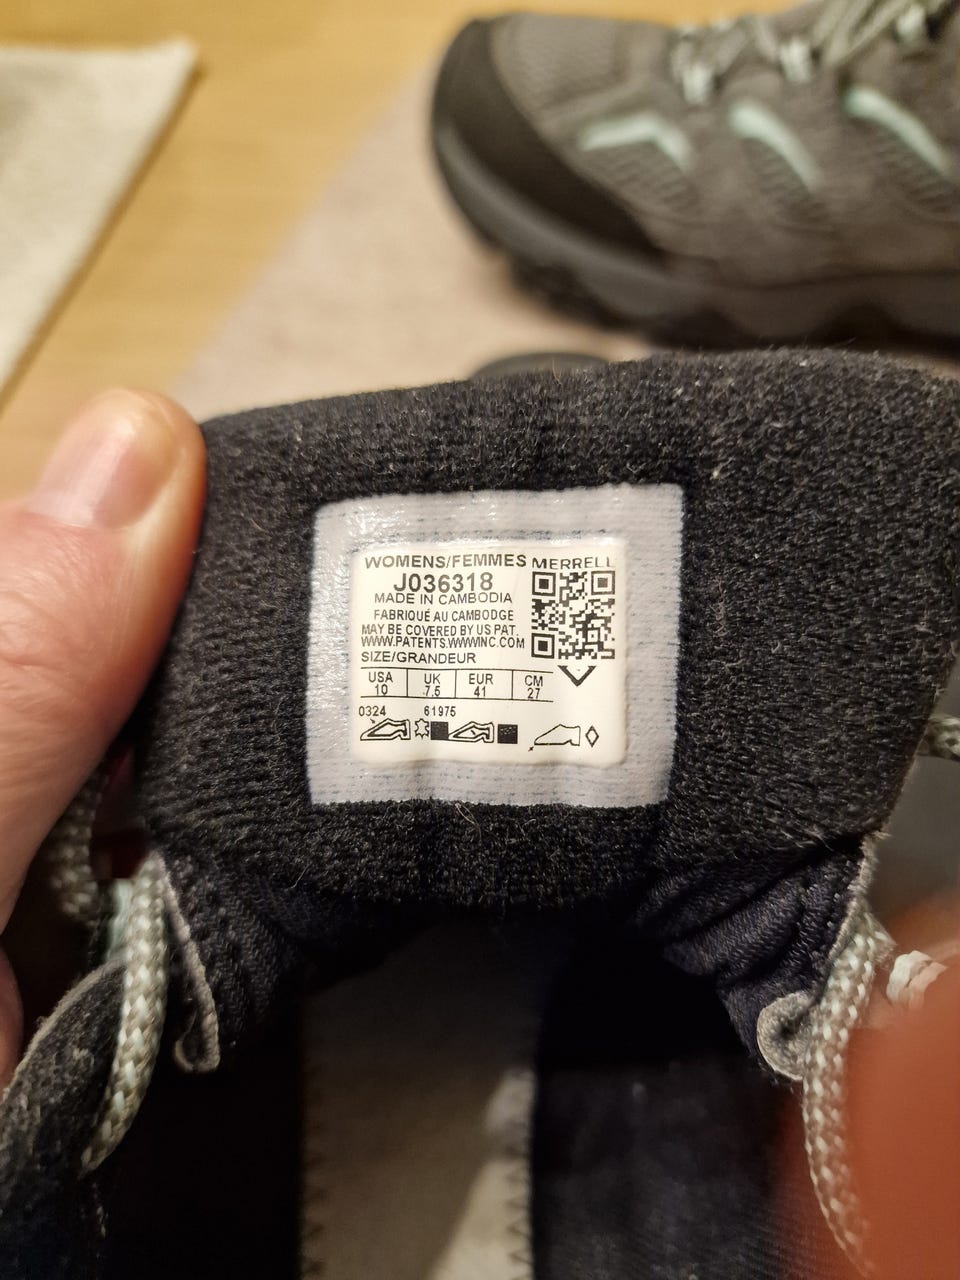 WOMENS/FEMMES MERRELL
J036318
MADE IN CAMBODIA
FABRIQUÉ AU CAMBODGE
MAY BE COVERED BY US PAT.
WWW.PATENTS.WWWINC.COM
SIZE/GRANDEUR
USA UK EUR CM
10 7.5 41 27
0324 61975